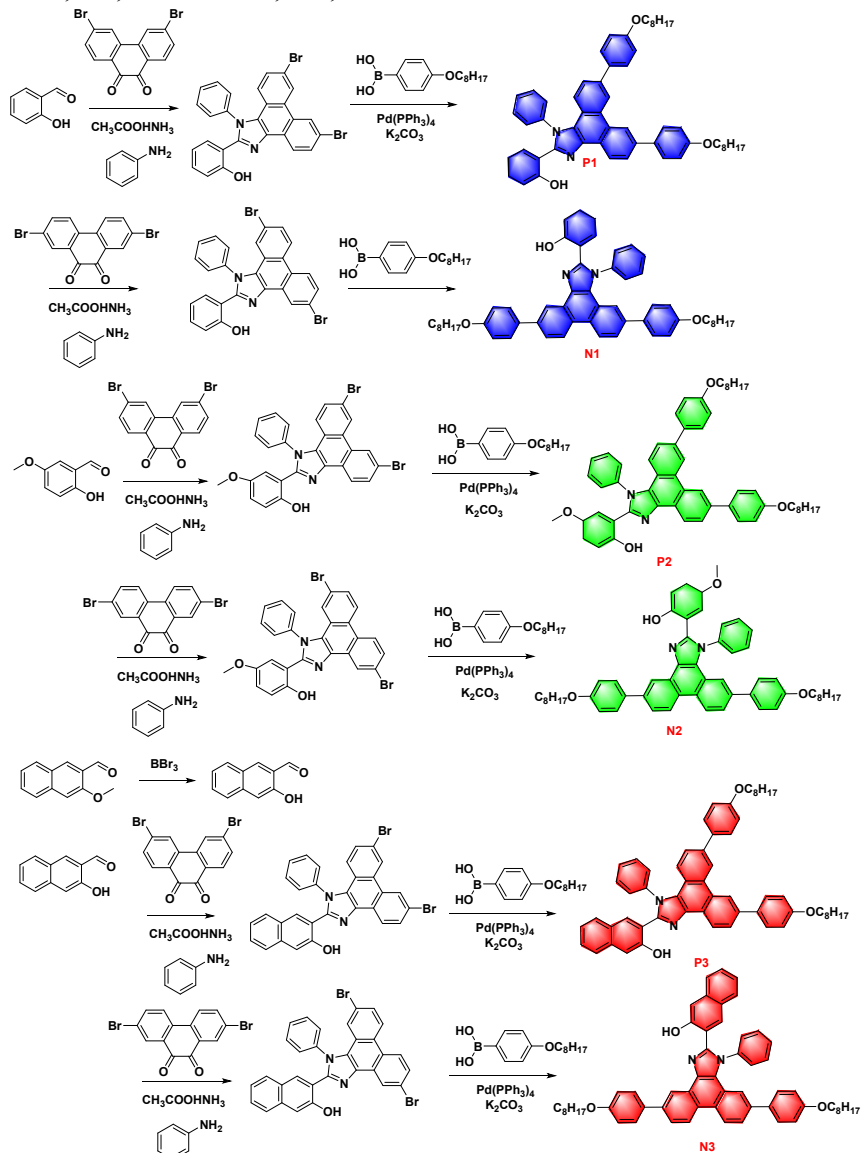 Br
Br
O
O
O
OH
CH₃COOHNH₃
NH₂
Br
N
N
Br
OH
HO
B
HO
OC₈H₁₇
Pd(PPh₃)₄
K₂CO₃
OC₈H₁₇
N
N
OH
P1
OC₈H₁₇
Br
Br
O
O
CH₃COOHNH₃
NH₂
Br
N
N
Br
OH
HO
B
HO
OC₈H₁₇
HO
N
N
C₈H₁₇O
OC₈H₁₇
N1
O
O
OH
Br
Br
O
O
CH₃COOHNH₃
NH₂
Br
N
N
Br
O
OH
HO
B
HO
OC₈H₁₇
Pd(PPh₃)₄
K₂CO₃
OC₈H₁₇
N
N
O
OH
OC₈H₁₇
P2
Br
Br
O
O
CH₃COOHNH₃
NH₂
Br
N
N
Br
O
OH
HO
B
HO
OC₈H₁₇
Pd(PPh₃)₄
K₂CO₃
O
HO
N
N
C₈H₁₇O
OC₈H₁₇
N2
O
O
BBr₃
O
OH
O
OH
Br
Br
O
O
CH₃COOHNH₃
NH₂
Br
N
N
Br
OH
HO
B
HO
OC₈H₁₇
Pd(PPh₃)₄
K₂CO₃
OC₈H₁₇
N
N
OH
OC₈H₁₇
P3
Br
Br
O
O
CH₃COOHNH₃
NH₂
Br
N
N
Br
OH
HO
B
HO
OC₈H₁₇
Pd(PPh₃)₄
K₂CO₃
HO
N
N
C₈H₁₇O
OC₈H₁₇
N3